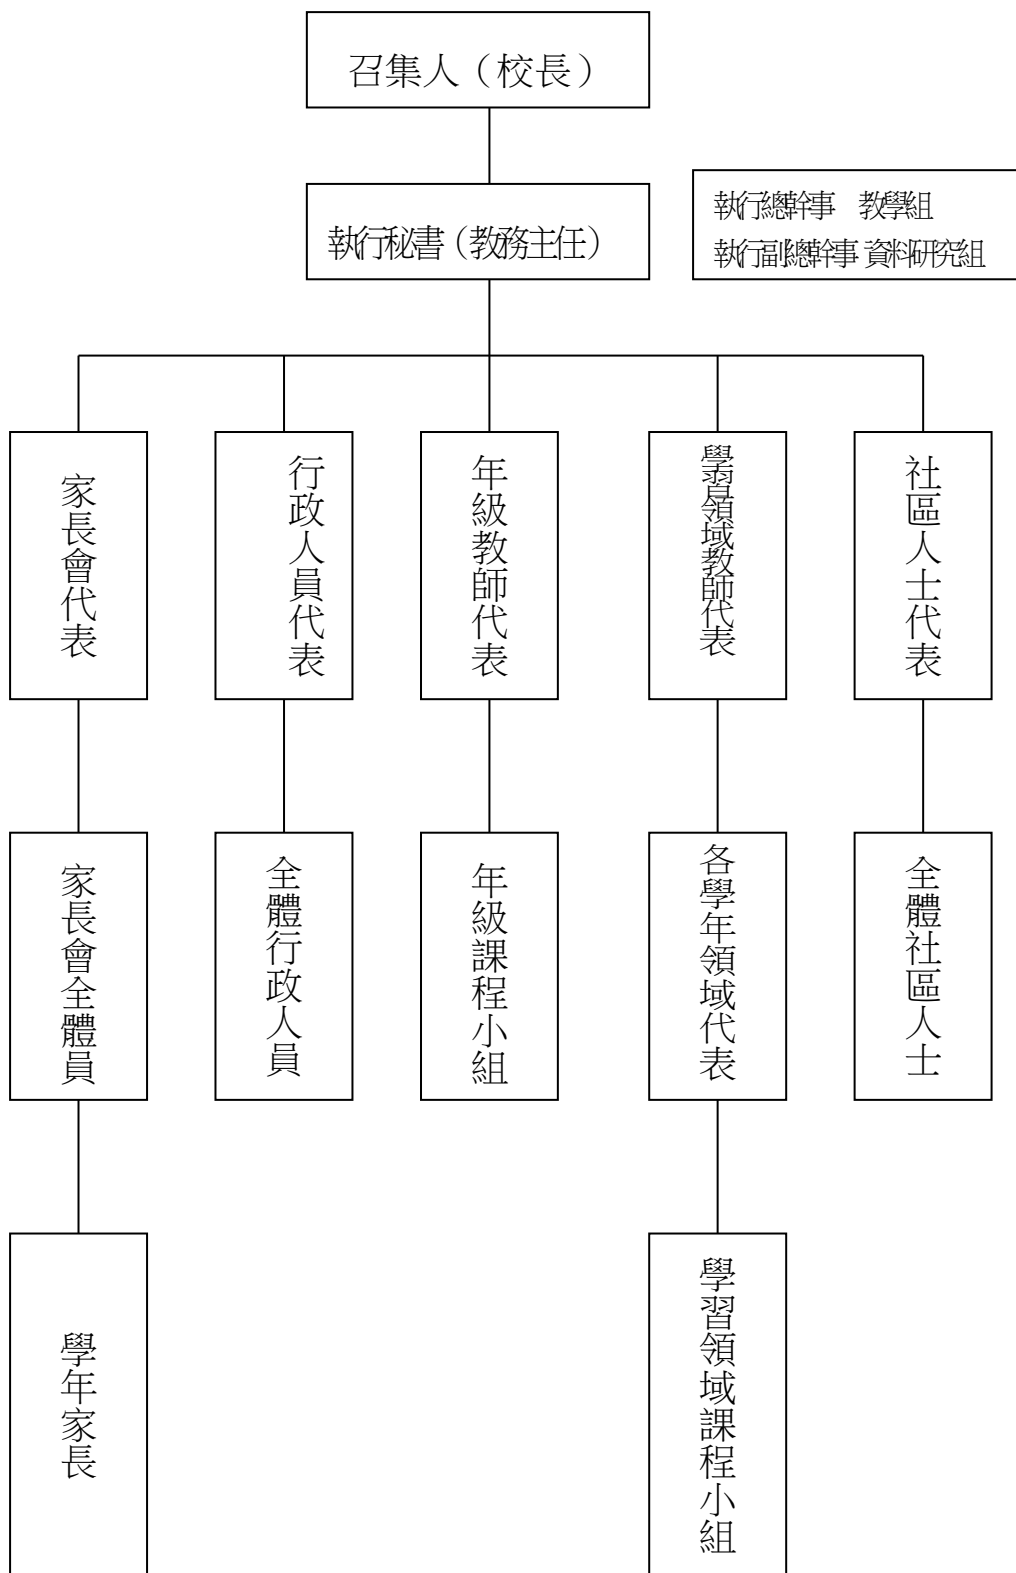 召集人（校長）
執行秘書（教務主任）
執行總幹事　教學組
執行副總幹事 資料研究組
家長會代表
行政人員代表
年級教師代表
學習領域教師代表
社區人士代表
家長會全體員
全體行政人員
年級課程小組
各學年領域代表
全體社區人士
學年家長
學習領域課程小組